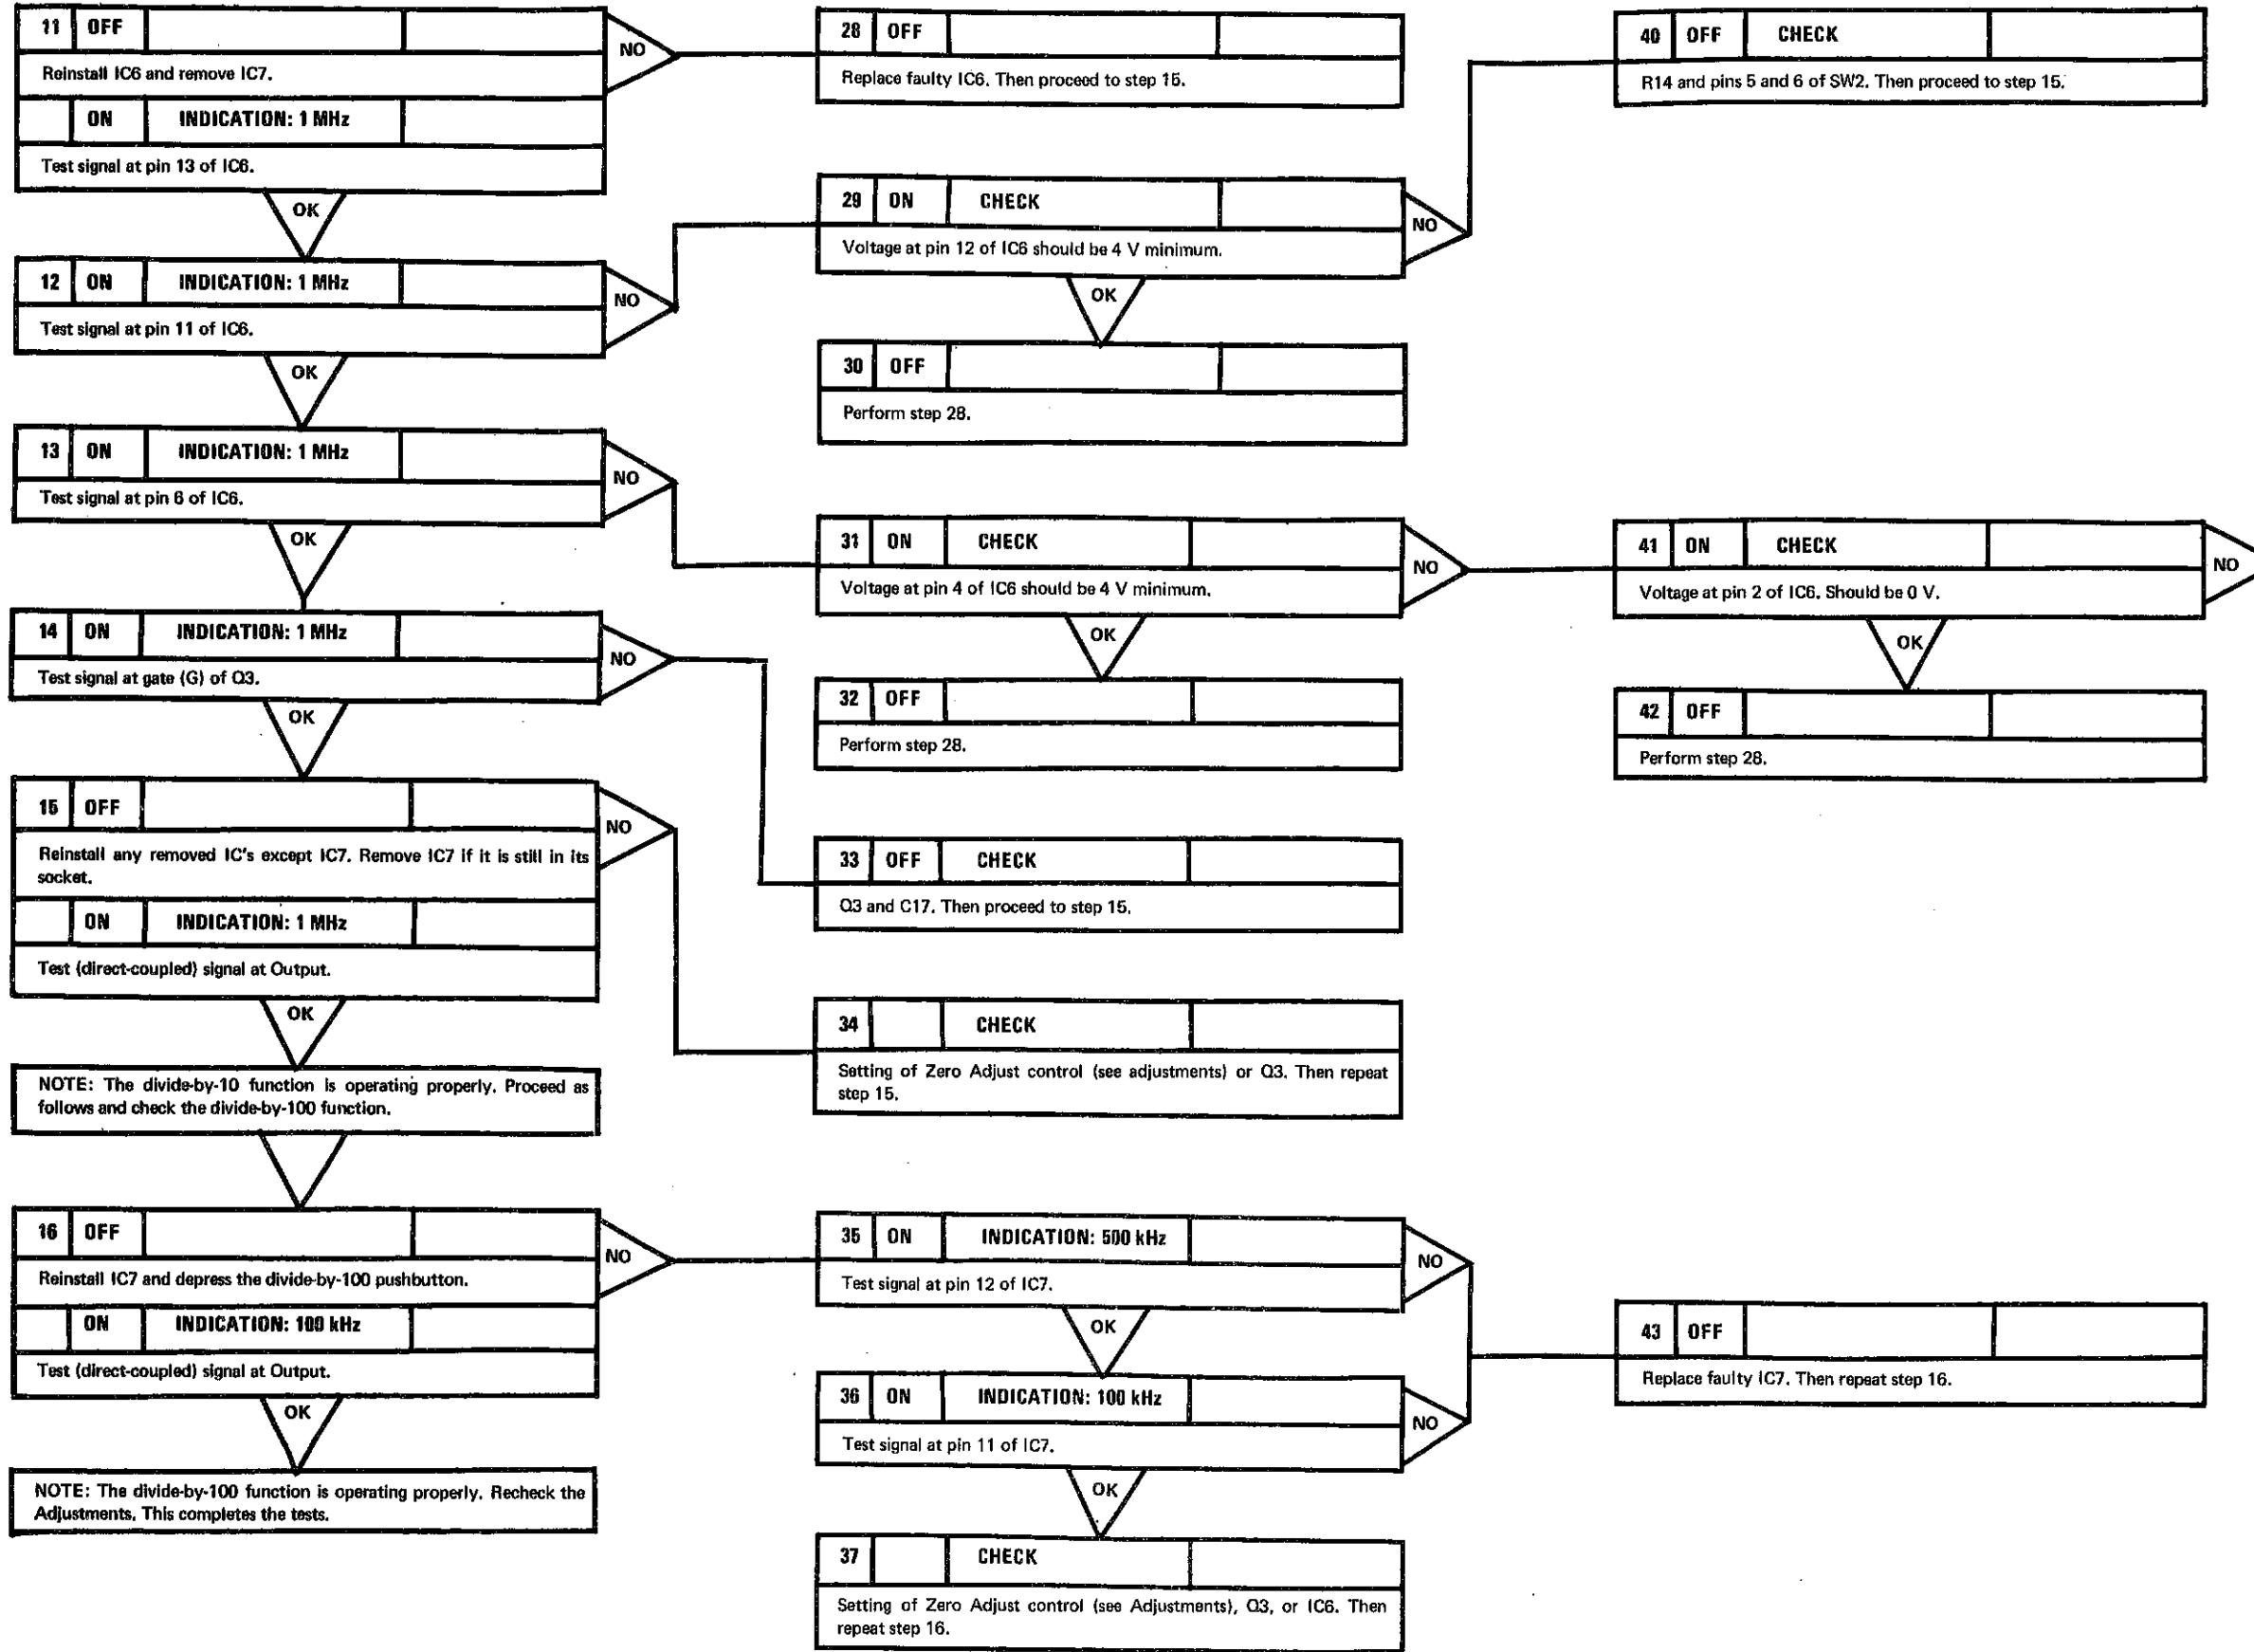 11 OFF
Reinstall IC6 and remove IC7.
ON INDICATION: 1 MHz
Test signal at pin 13 of IC6.
NO
OK
12 ON INDICATION: 1 MHz
Test signal at pin 11 of IC6.
NO
OK
13 ON INDICATION: 1 MHz
Test signal at pin 6 of IC6.
NO
OK
14 ON INDICATION: 1 MHz
Test signal at gate (G) of Q3.
NO
OK
15 OFF
Reinstall any removed IC's except IC7. Remove IC7 if it is still in its
socket.
ON INDICATION: 1 MHz
Test (direct-coupled) signal at Output.
NO
OK
NOTE: The divide-by-10 function is operating properly. Proceed as
follows and check the divide-by-100 function.
16 OFF
Reinstall IC7 and depress the divide-by-100 pushbutton.
ON INDICATION: 100 kHz
Test (direct-coupled) signal at Output.
NO
OK
NOTE: The divide-by-100 function is operating properly. Recheck the
Adjustments. This completes the tests.
28 OFF
Replace faulty IC6. Then proceed to step 15.
29 ON CHECK
Voltage at pin 12 of IC6 should be 4 V minimum.
NO
OK
30 OFF
Perform step 28.
31 ON CHECK
Voltage at pin 4 of IC6 should be 4 V minimum.
NO
OK
32 OFF
Perform step 28.
33 OFF CHECK
Q3 and C17. Then proceed to step 15.
34 CHECK
Setting of Zero Adjust control (see adjustments) or Q3. Then repeat
step 15.
35 ON INDICATION: 500 kHz
Test signal at pin 12 of IC7.
NO
OK
36 ON INDICATION: 100 kHz
Test signal at pin 11 of IC7.
NO
OK
37 CHECK
Setting of Zero Adjust control (see Adjustments), Q3, or IC6. Then
repeat step 16.
40 OFF CHECK
R14 and pins 5 and 6 of SW2. Then proceed to step 15.
41 ON CHECK
Voltage at pin 2 of IC6. Should be 0 V.
NO
OK
42 OFF
Perform step 28.
43 OFF
Replace faulty IC7. Then repeat step 16.